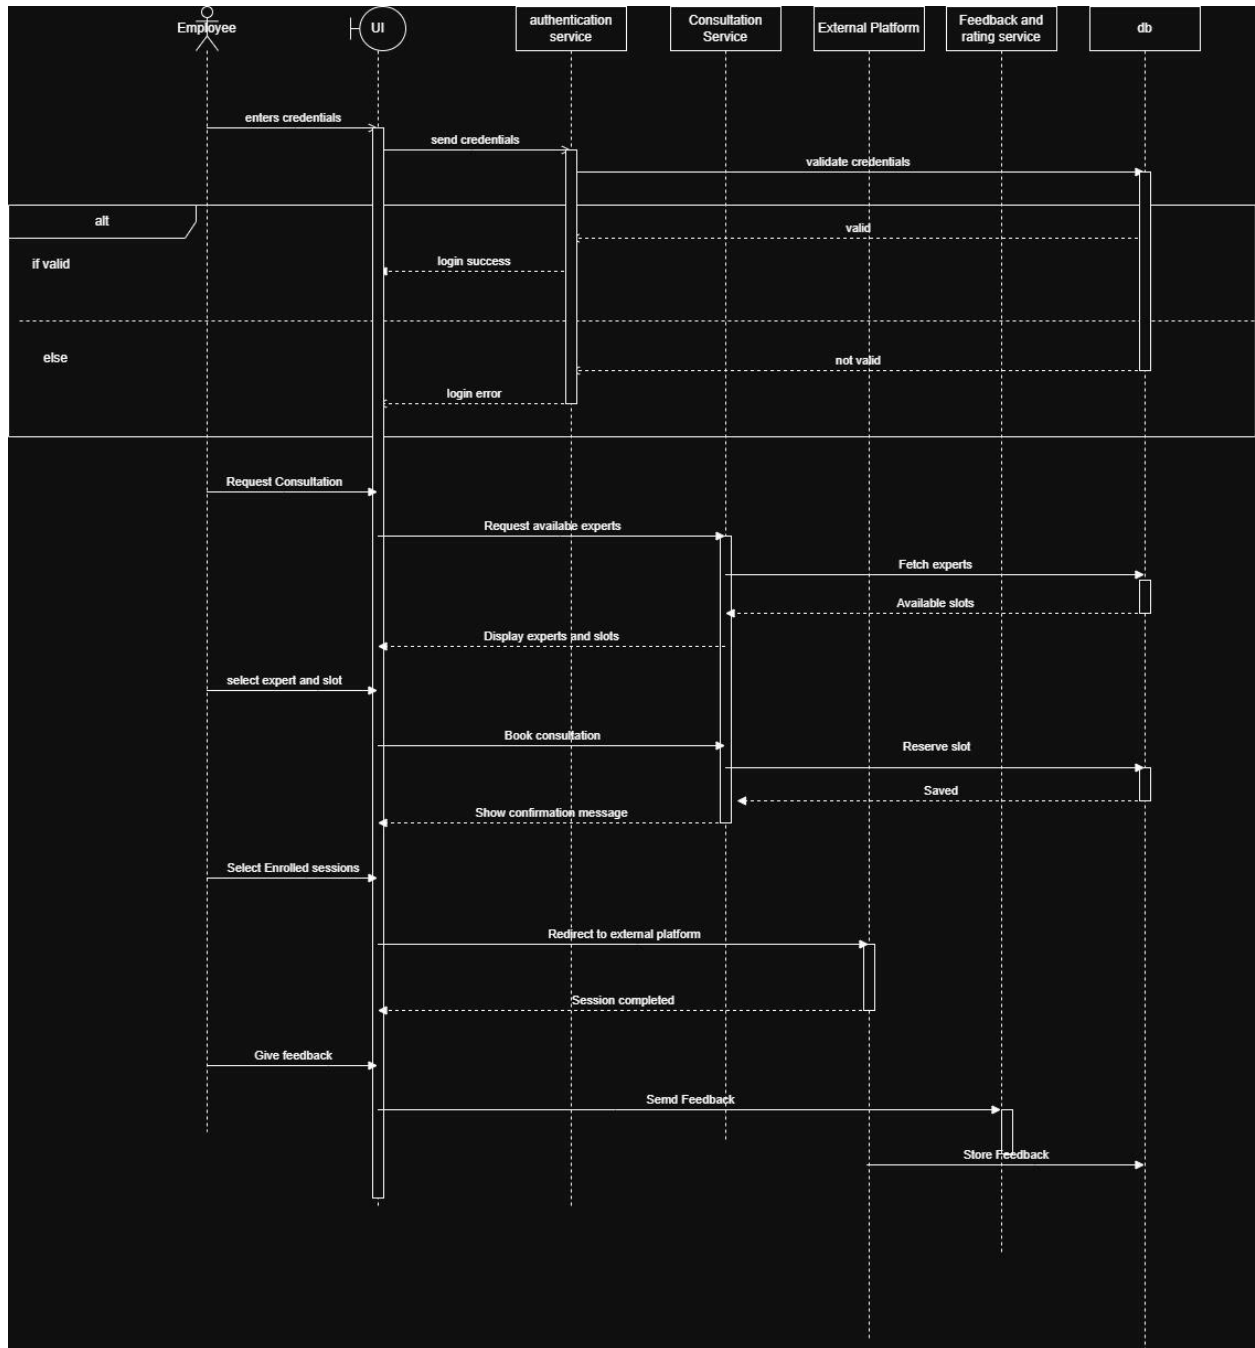 Employee
UI
authentication
service
Consultation
Service
External Platform
Feedback and
rating service
db
enters credentials
send credentials
validate credentials
alt
valid
if valid
login success
else
not valid
login error
Request Consultation
Request available experts
Fetch experts
Available slots
Display experts and slots
select expert and slot
Book consultation
Reserve slot
Saved
Show confirmation message
Select Enrolled sessions
Redirect to external platform
Session completed
Give feedback
Semd Feedback
Store Feedback